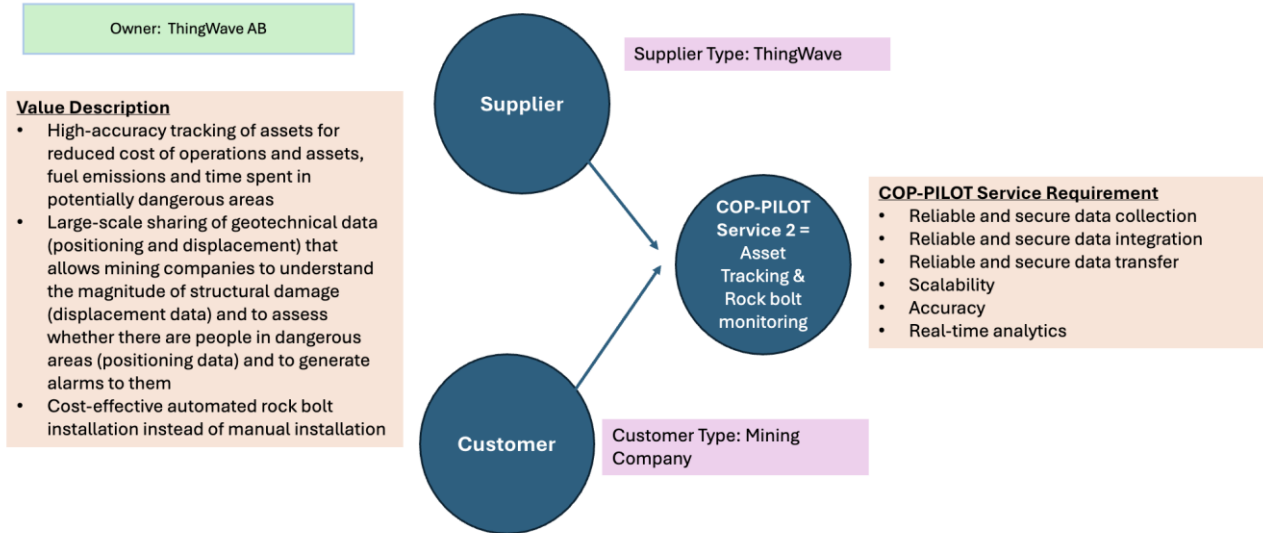 Owner: ThingWave AB
Supplier Type: ThingWave
Supplier
Value Description
• High-accuracy tracking of assets for
reduced cost of operations and assets,
fuel emissions and time spent in
potentially dangerous areas
• Large-scale sharing of geotechnical data
(positioning and displacement) that
allows mining companies to understand
the magnitude of structural damage
(displacement data) and to assess
whether there are people in dangerous
areas (positioning data) and to generate
alarms to them
• Cost-effective automated rock bolt
installation instead of manual installation
COP-PILOT
Service 2 =
Asset
Tracking &
Rock bolt
monitoring
COP-PILOT Service Requirement
• Reliable and secure data collection
• Reliable and secure data integration
• Reliable and secure data transfer
• Scalability
• Accuracy
• Real-time analytics
Customer
Customer Type: Mining
Company